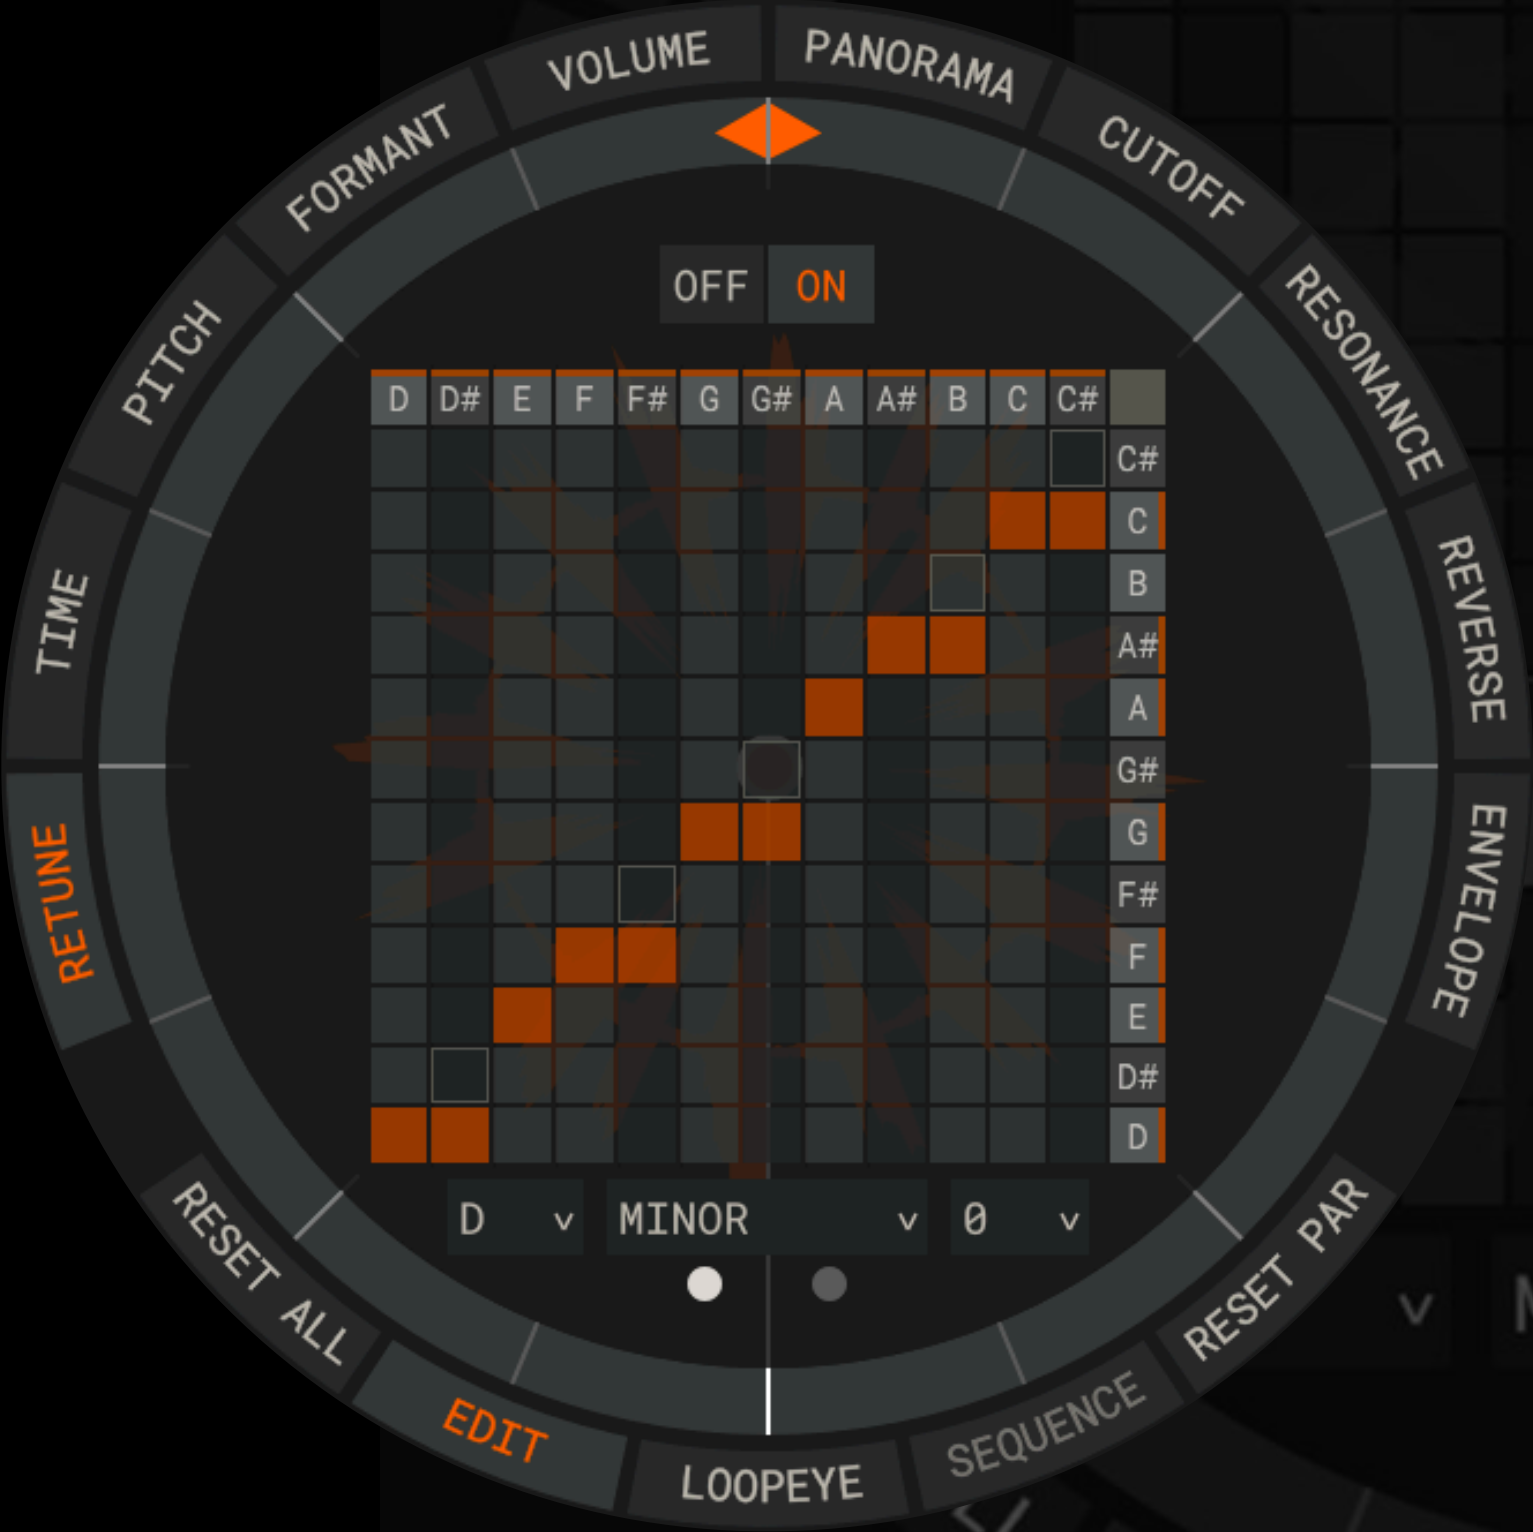 VOLUME
PANORAMA
FORMANT
CUTOFF
PITCH
RESONANCE
TIME
REVERSE
RETUNE
ENVELOPE
OFF ON
D D# E F F# G G# A A# B C C#
C#
C
B
A#
A
G#
G
F#
F
E
D#
D
D v MINOR v 0 v
RESET ALL
RESET PAR
EDIT
SEQUENCE
LOOPEYE
v